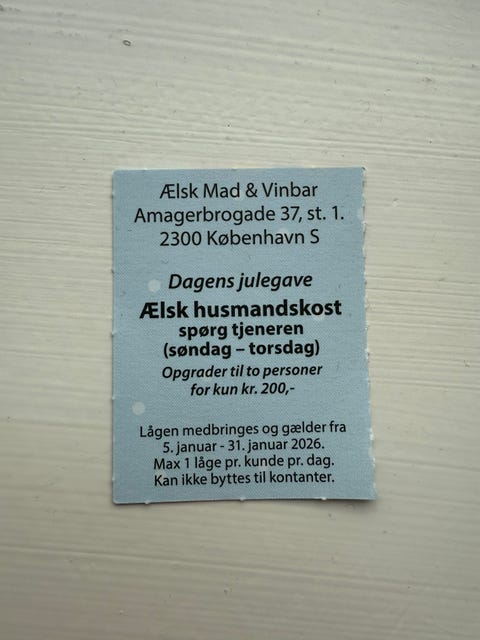 Ælsk Mad & Vinbar
Amagerbrogade 37, st. 1.
2300 København S
Dagens julegave
Ælsk husmandskost
spørg tjeneren
(søndag – torsdag)
Opgrader til to personer
for kun kr. 200,-
Lågen medbringes og gælder fra
5. januar - 31. januar 2026.
Max 1 låge pr. kunde pr. dag.
Kan ikke byttes til kontanter.